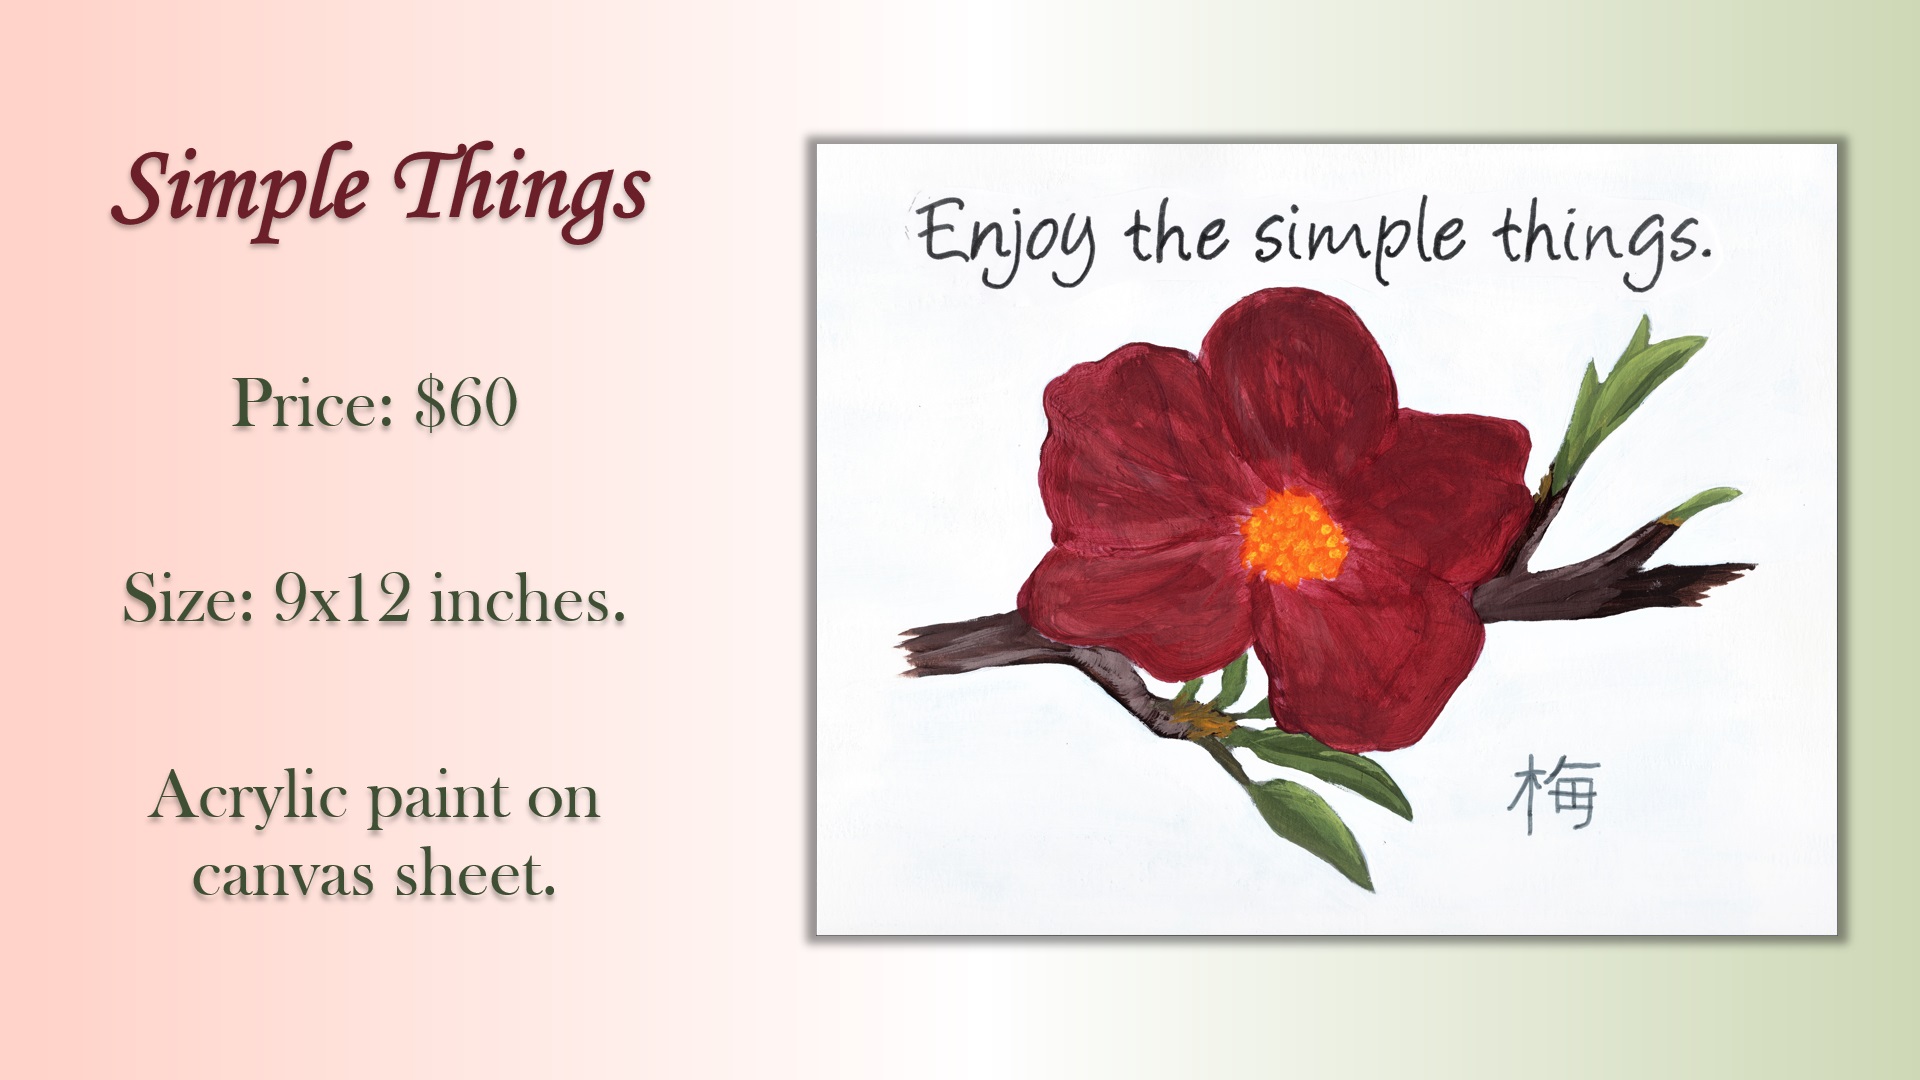 Simple Things
Price: $60
Size: 9x12 inches.
Acrylic paint on
canvas sheet.
Enjoy the simple things.
梅